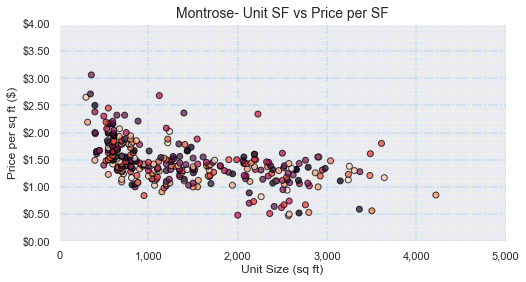 Montrose- Unit SF vs Price per SF
Price per sq ft ($)
$4.00
$3.50
$3.00
$2.50
$2.00
$1.50
$1.00
$0.50
$0.00
0 1,000 2,000 3,000 4,000 5,000
Unit Size (sq ft)